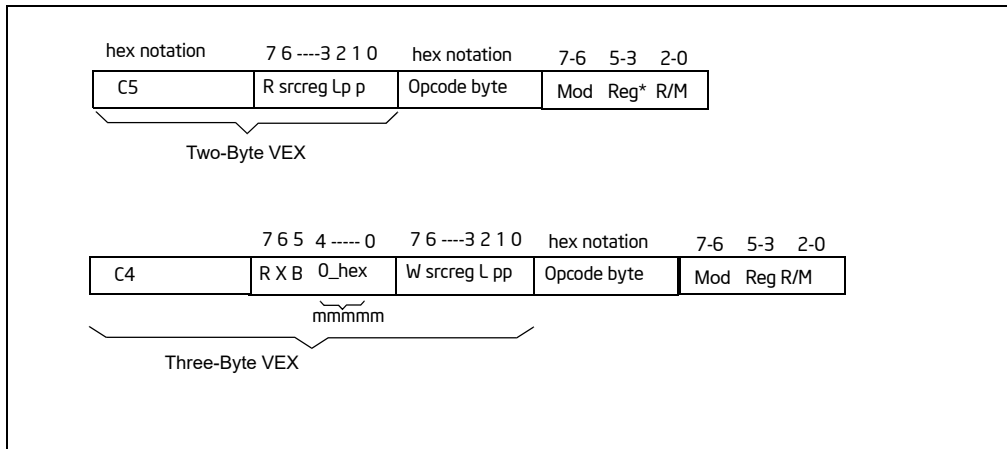 hex notation 7 6 ----3 2 1 0 hex notation 7-6 5-3 2-0
C5 R srcreg Lp p Opcode byte Mod Reg* R/M
Two-Byte VEX
7 6 5 4 ----- 0 7 6 ----3 2 1 0 hex notation 7-6 5-3 2-0
C4 R X B 0_hex W srcreg L pp Opcode byte Mod Reg R/M
mmmmm
Three-Byte VEX